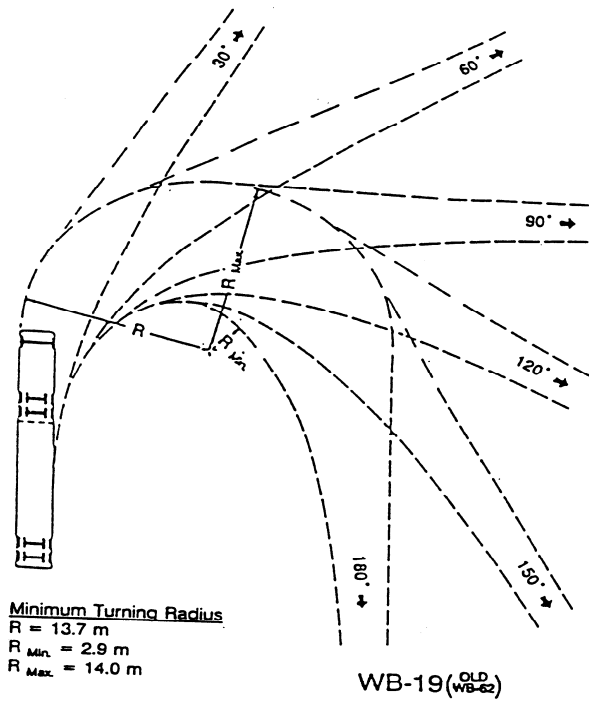 30°
60°
90°
120°
150°
180°
R
R Max.
R Min.
Minimum Turning Radius
R = 13.7 m
R Min. = 2.9 m
R Max. = 14.0 m
WB-19(OLD WB-62)